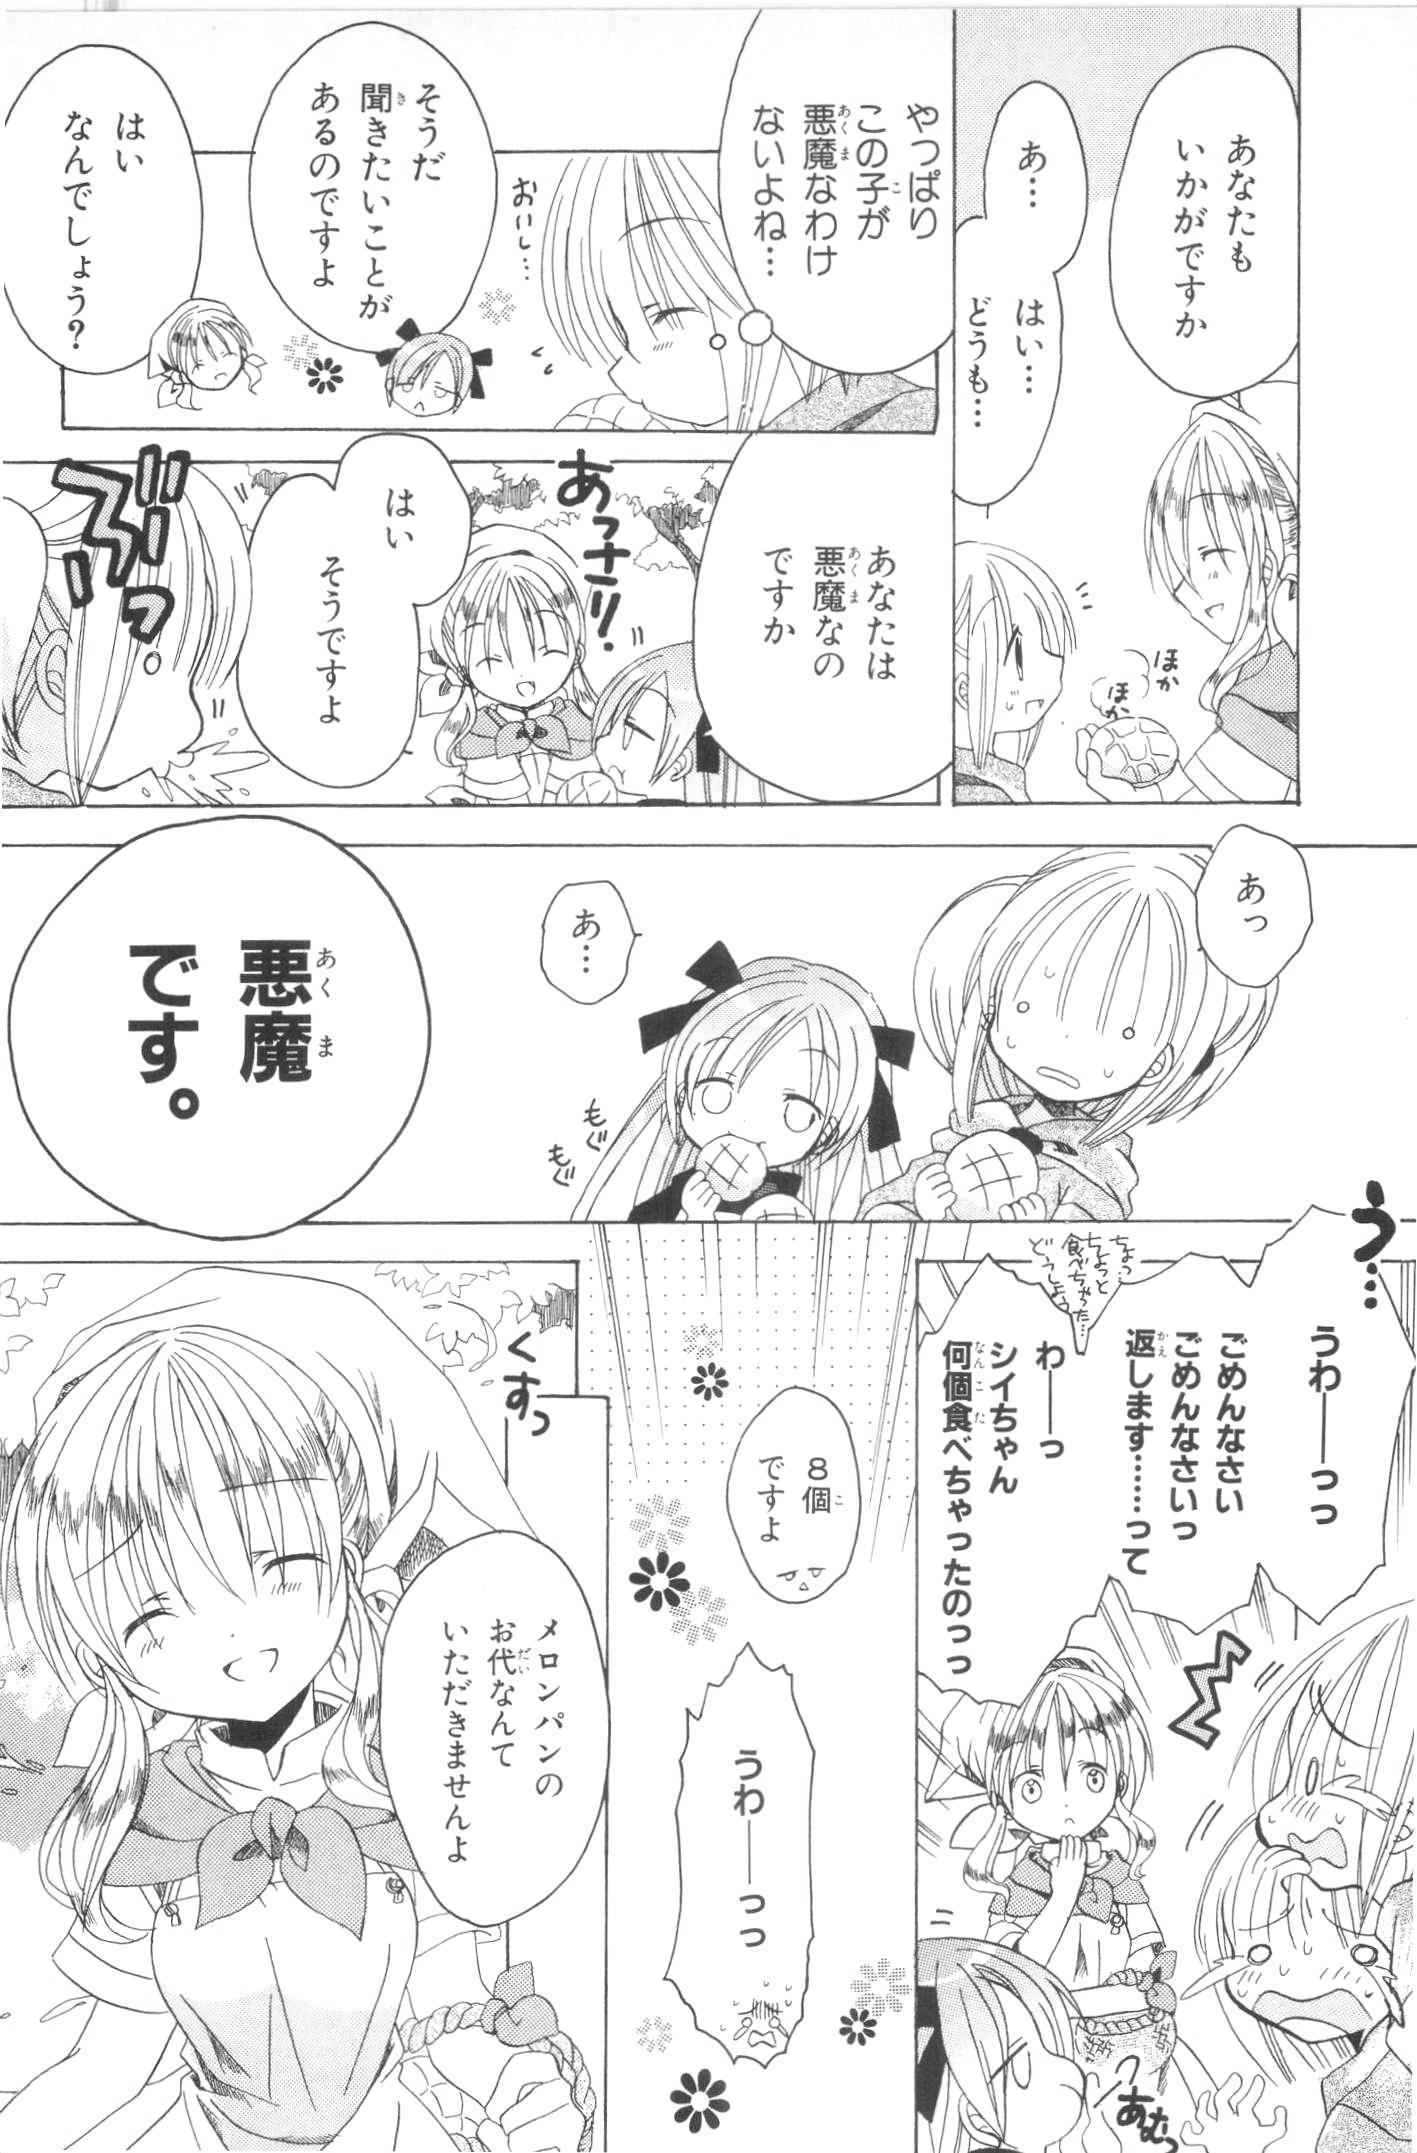 あなたも
いかがですか
あ…
はい…
どうも…
ほか
ほか
やっぱり
この子が
悪魔なわけ
ないよね…
おいし…
そうだ
聞きたいことが
あるのですよ
はい
なんでしょう?
あなたは
悪魔なの
ですか
あっさり。
はい
そうですよ
ぶーっ
あっ
あ…
もぐ
もぐ
悪魔
です。
う…
うわーーっっ
ごめんなさい
ごめんなさいっ
返します……って
ちょっ…
ちょっと
食べちゃった…
どうしよう
わーーっ
シイちゃん
何個食べちゃったのっっ
あむっ
8個
ですよ
うわーーっっ
くすっ
メロンパンの
お代なんて
いただきませんよ